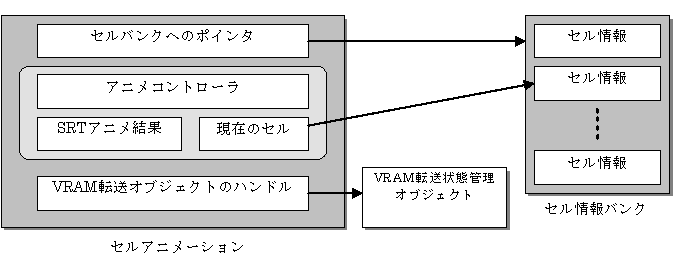 セルバンクへのポインタ
アニメコントローラ
SRTアニメ結果
現在のセル
VRAM転送オブジェクトのハンドル
セルアニメーション
VRAM転送状態管理
オブジェクト
セル情報
セル情報
セル情報
セル情報バンク